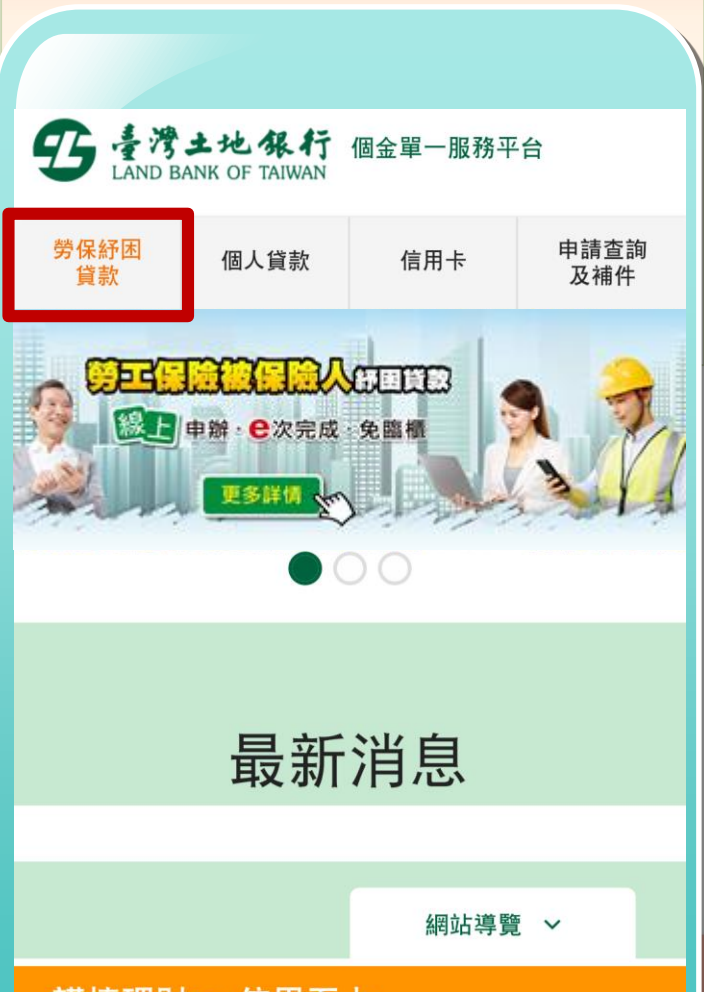 臺灣土地銀行 個金單一服務平台
LAND BANK OF TAIWAN
勞保紓困
貸款
個人貸款
信用卡
申請查詢
及補件
勞工保險被保險人紓困貸款
線上 申辦·e次完成·免臨櫃
更多詳情
最新消息
網站導覽